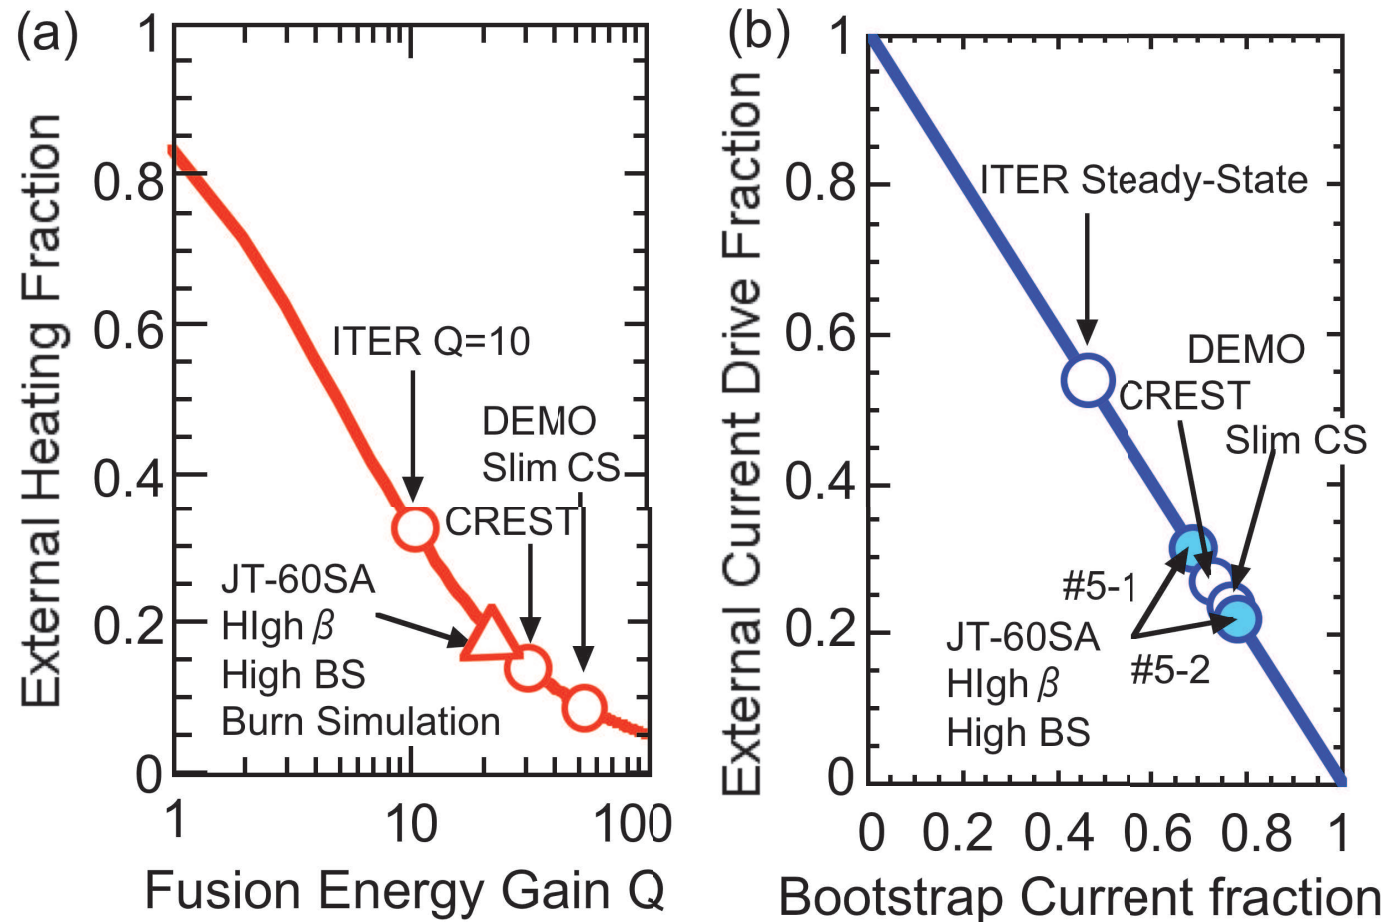 (a)
1
0.8
0.6
0.4
0.2
0
External Heating Fraction
ITER Q=10
DEMO
Slim CS
CREST
JT-60SA
HIgh β
High BS
Burn Simulation
1
10
100
Fusion Energy Gain Q
(b)
1
0.8
0.6
0.4
0.2
0
External Current Drive Fraction
ITER Steady-State
DEMO
CREST
Slim CS
#5-1
JT-60SA
HIgh β
High BS
#5-2
0 0.2 0.4 0.6 0.8 1
Bootstrap Current fraction